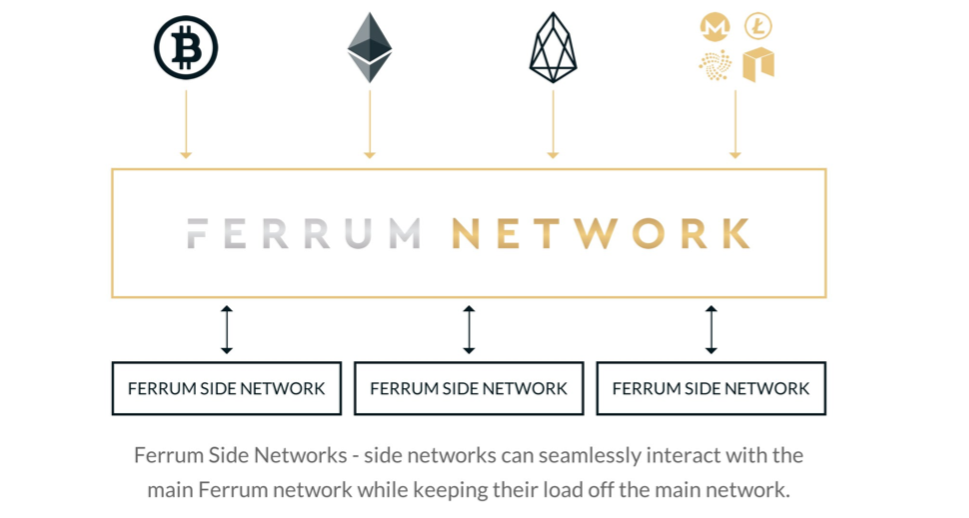 FERRUM NETWORK
FERRUM SIDE NETWORK
FERRUM SIDE NETWORK
FERRUM SIDE NETWORK
Ferrum Side Networks - side networks can seamlessly interact with the
main Ferrum network while keeping their load off the main network.